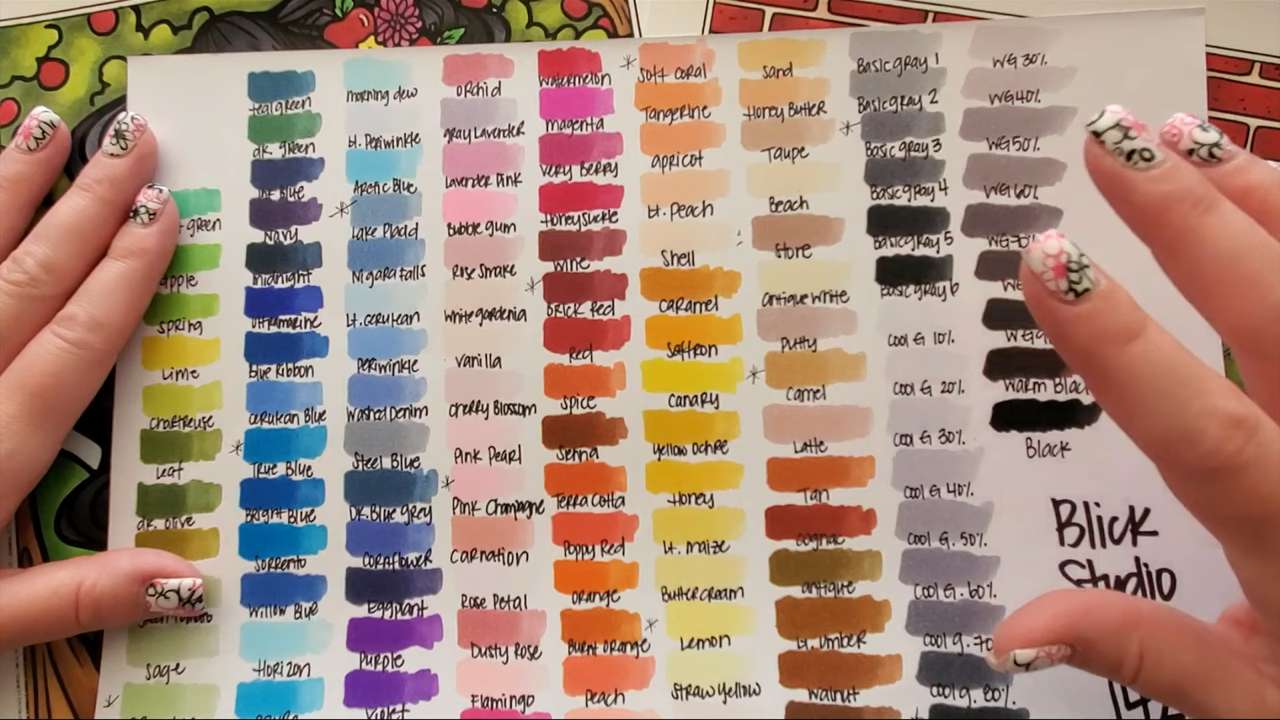 green
apple
spring
Lime
chartreuse
Leaf
dk. olive
sage
teal green
dk. green
Navy
midnight
ultramarine
Blue Ribbon
cerulean Blue
True Blue
Bright Blue
Sorrento
Willow Blue
Horizon
morning dew
Lt. Periwinkle
Arctic Blue
Lake Placid
Niagara Falls
Lt. cerulean
Periwinkle
Washed Denim
Steel Blue
DK. Blue Grey
Cornflower
Eggplant
Purple
Violet
orchid
gray Lavender
Lavender Pink
Bubble gum
Rose Smoke
white gardenia
vanilla
cherry Blossom
Pink Pearl
Pink Champagne
Carnation
Rose Petal
Dusty Rose
Flamingo
watermelon
magenta
Very Berry
Honeysuckle
wine
Brick Red
Red
spice
Sienna
Terra Cotta
Poppy Red
orange
Burnt Orange
Peach
Soft Coral
Tangerine
apricot
Lt. Peach
Shell
Caramel
Saffron
canary
yellow ochre
Honey
Lt. maize
Buttercream
Lemon
Straw Yellow
sand
Honey Butter
Taupe
Beach
Stone
antique white
Putty
Camel
Latte
Tan
cognac
antique
Lt. umber
walnut
Basic gray 1
Basic gray 2
Basic gray 3
Basic gray 4
Basic gray 5
Basic gray 6
Cool G 10%
Cool G 20%
Cool G 30%
Cool G 40%
Cool G. 50%
Cool G. 60%
Cool g. 70
Cool g. 80%
WG 30%
WG 40%
WG 50%
WG 60%
WG 70%
Warm Black
Black
Blick
Studio